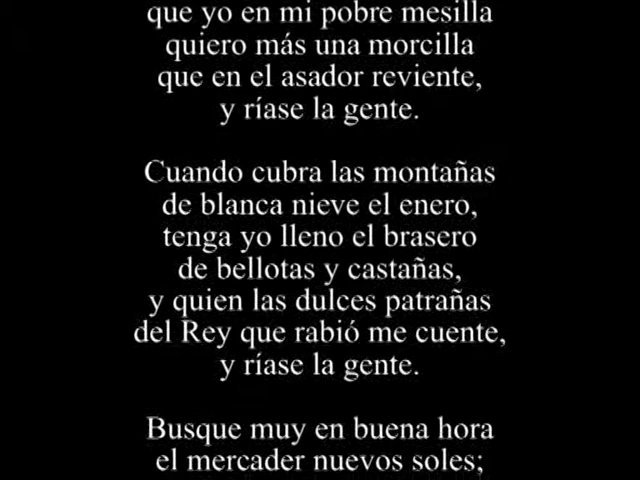 que yo en mi pobre mesilla
quiero más una morcilla
que en el asador reviente,
y ríase la gente.
Cuando cubra las montañas
de blanca nieve el enero,
tenga yo lleno el brasero
de bellotas y castañas,
y quien las dulces patrañas
del Rey que rabió me cuente,
y ríase la gente.
Busque muy en buena hora
el mercader nuevos soles;